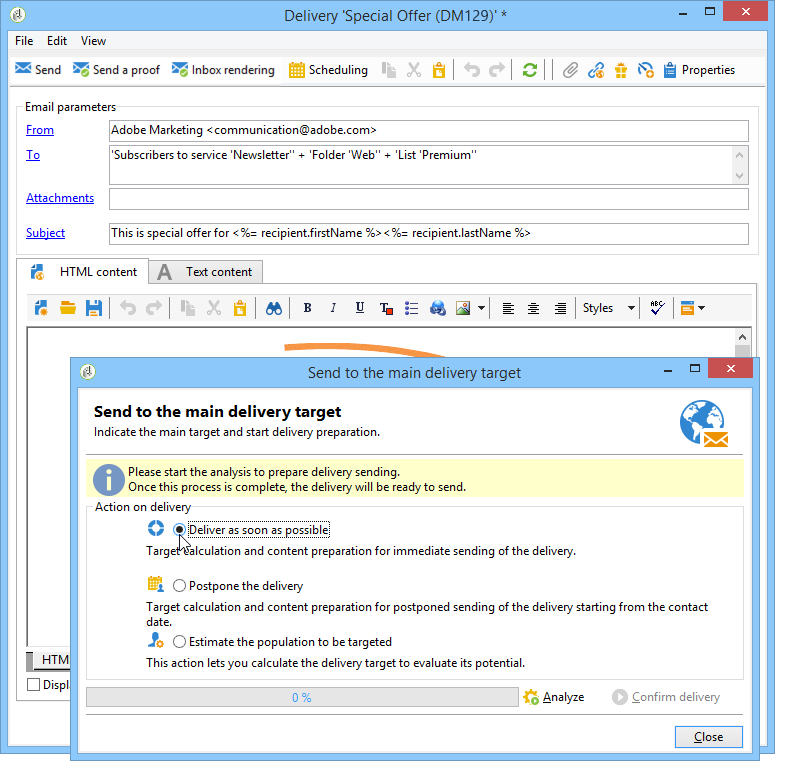 Delivery 'Special Offer (DM129)' *
File Edit View
Send Send a proof Inbox rendering Scheduling Properties
Email parameters
From Adobe Marketing <communication@adobe.com>
To 'Subscribers to service 'Newsletter'' + 'Folder 'Web'' + 'List 'Premium''
Attachments
Subject This is special offer for <%= recipient.firstName %><%= recipient.lastName %>
HTML content A Text content
B I U T Styles ABC
Send to the main delivery target
Send to the main delivery target
Indicate the main target and start delivery preparation.
Please start the analysis to prepare delivery sending.
Once this process is complete, the delivery will be ready to send.
Action on delivery
Deliver as soon as possible
Target calculation and content preparation for immediate sending of the delivery.
Postpone the delivery
Target calculation and content preparation for postponed sending of the delivery starting from the contact
date.
Estimate the population to be targeted
This action lets you calculate the delivery target to evaluate its potential.
HTM
Displ
0 % Analyze Confirm delivery
Close